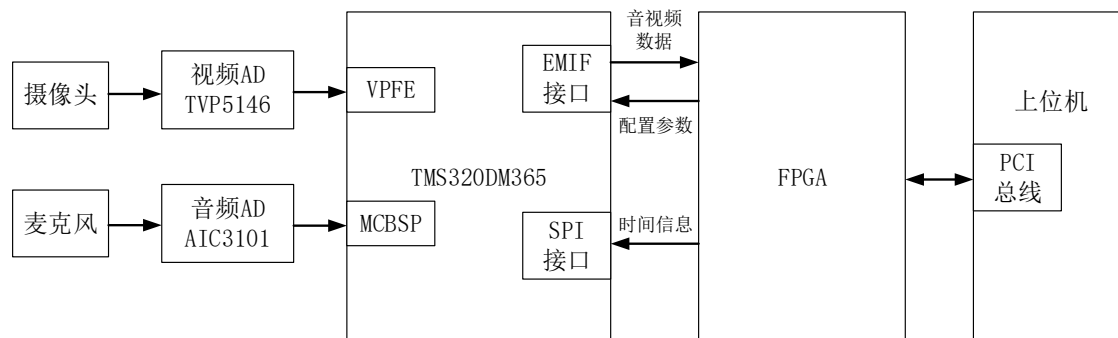 摄像头
视频AD
TVP5146
麦克风
音频AD
AIC3101
VPFE
MCBSP
TMS320DM365
EMIF
接口
SPI
接口
音视频
数据
配置参数
时间信息
FPGA
上位机
PCI
总线